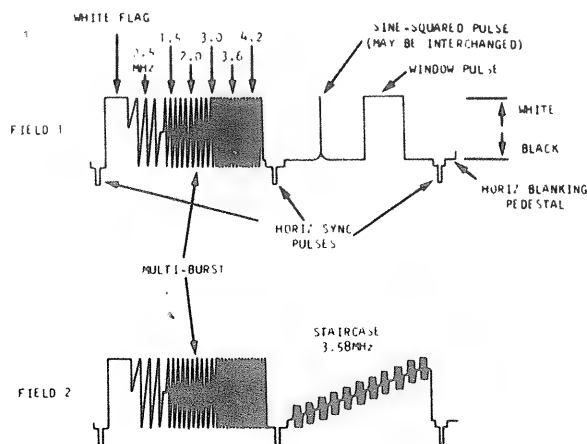 WHITE FLAG
SINE-SQUARED PULSE
(MAY BE INTERCHANGED)
1.5 3.0 4.2
MHz 2.0 3.6
WINDOW PULSE
FIELD 1
WHITE
BLACK
HORIZ BLANKING
PEDESTAL
HORIZ SYNC
PULSES
MULTI-BURST
STAIRCASE
3.58MHz
FIELD 2